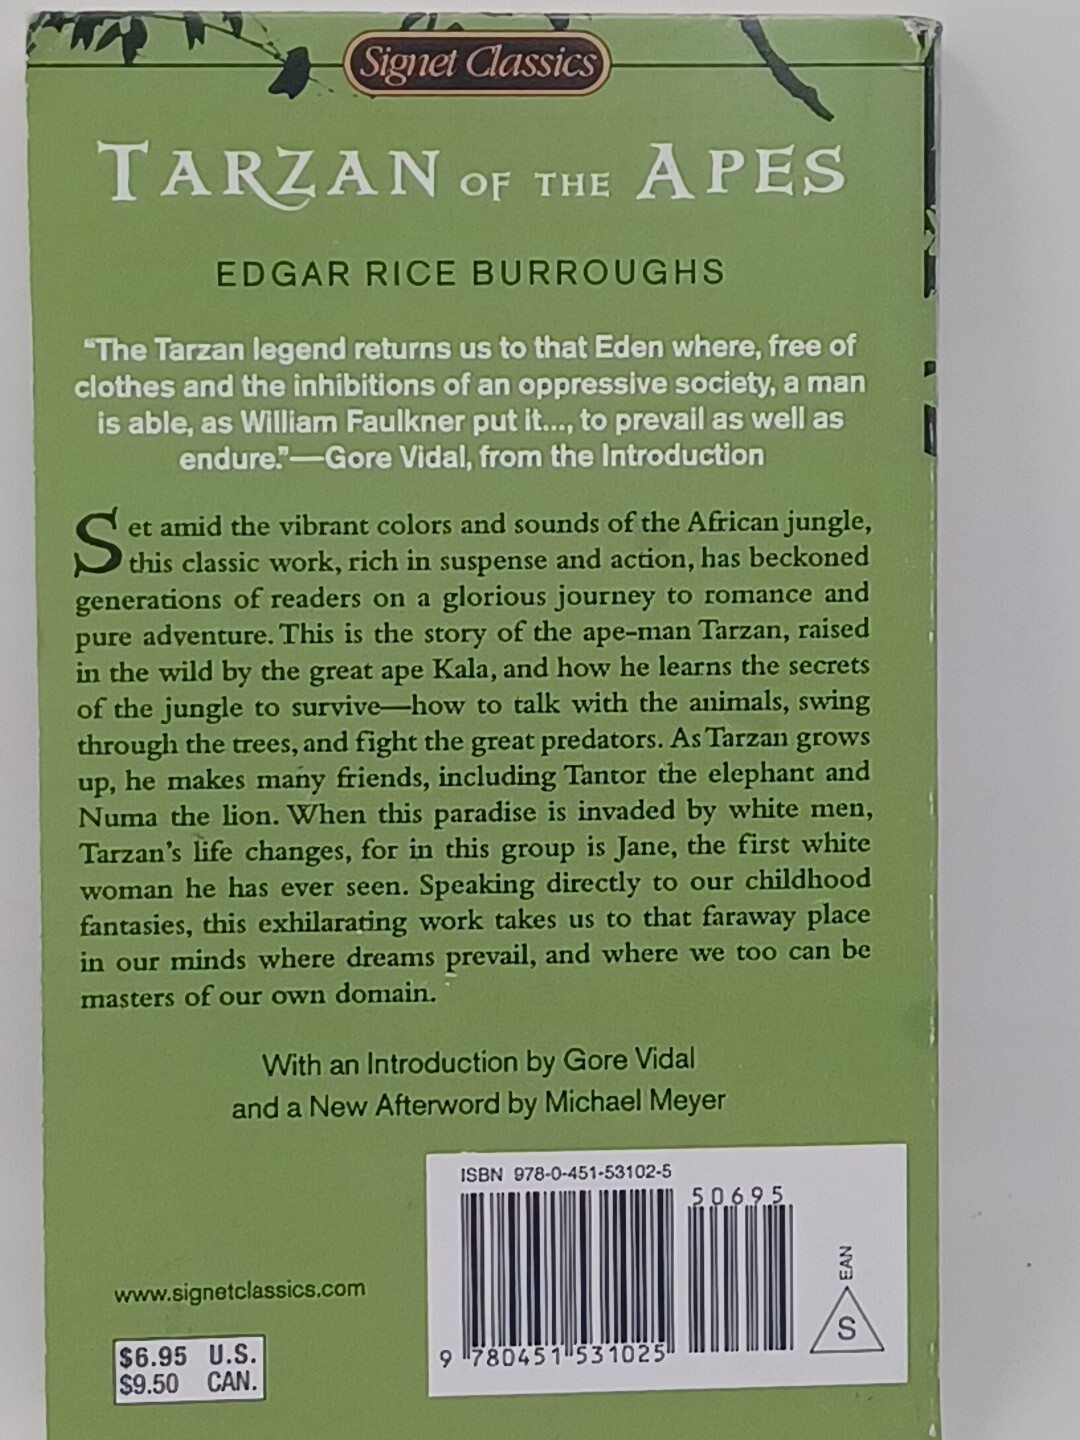 Signet Classics
TARZAN OF THE APES
EDGAR RICE BURROUGHS
“The Tarzan legend returns us to that Eden where, free of
clothes and the inhibitions of an oppressive society, a man
is able, as William Faulkner put it..., to prevail as well as
endure.”—Gore Vidal, from the Introduction
Set amid the vibrant colors and sounds of the African jungle,
this classic work, rich in suspense and action, has beckoned
generations of readers on a glorious journey to romance and
pure adventure. This is the story of the ape-man Tarzan, raised
in the wild by the great ape Kala, and how he learns the secrets
of the jungle to survive—how to talk with the animals, swing
through the trees, and fight the great predators. As Tarzan grows
up, he makes many friends, including Tantor the elephant and
Numa the lion. When this paradise is invaded by white men,
Tarzan’s life changes, for in this group is Jane, the first white
woman he has ever seen. Speaking directly to our childhood
fantasies, this exhilarating work takes us to that faraway place
in our minds where dreams prevail, and where we too can be
masters of our own domain.
With an Introduction by Gore Vidal
and a New Afterword by Michael Meyer
ISBN 978-0-451-53102-5
50695
EAN
S
9 780451 531025
www.signetclassics.com
$6.95 U.S.
$9.50 CAN.